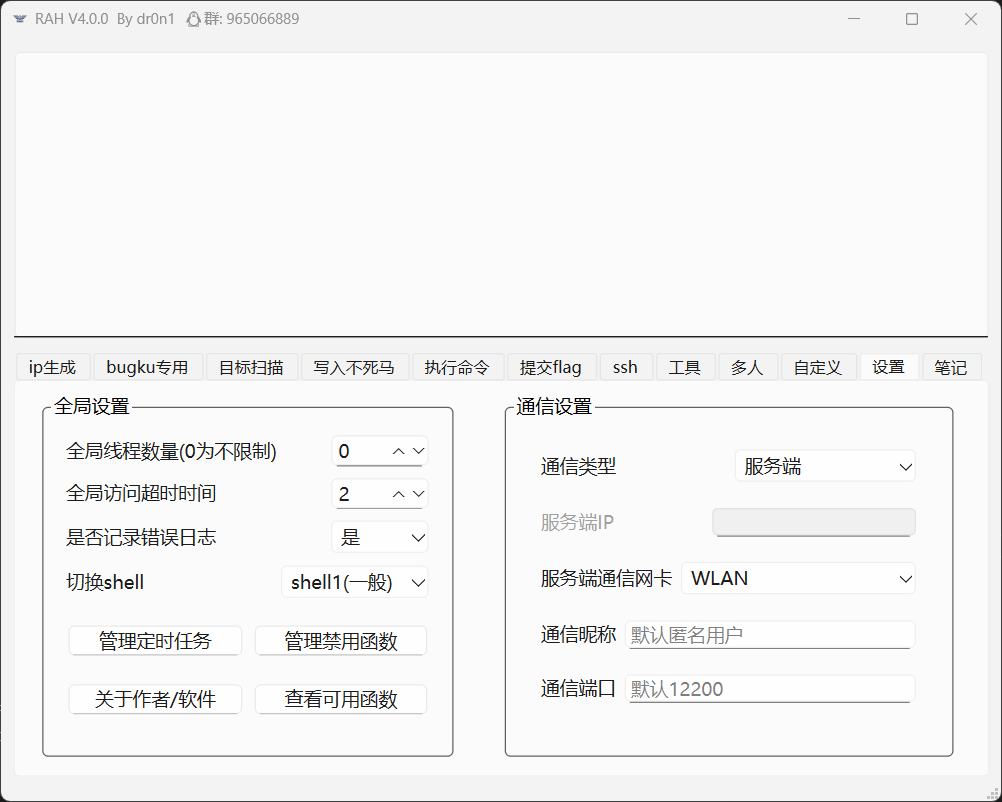 RAH V4.0.0 By dr0n1 群: 965066889
ip生成 bugku专用 目标扫描 写入不死马 执行命令 提交flag ssh 工具 多人 自定义 设置 笔记
全局设置
全局线程数量(0为不限制) 0
全局访问超时时间 2
是否记录错误日志 是
切换shell shell1(一般)
管理定时任务 管理禁用函数
关于作者/软件 查看可用函数
通信设置
通信类型 服务端
服务端IP
服务端通信网卡 WLAN
通信昵称 默认匿名用户
通信端口 默认12200